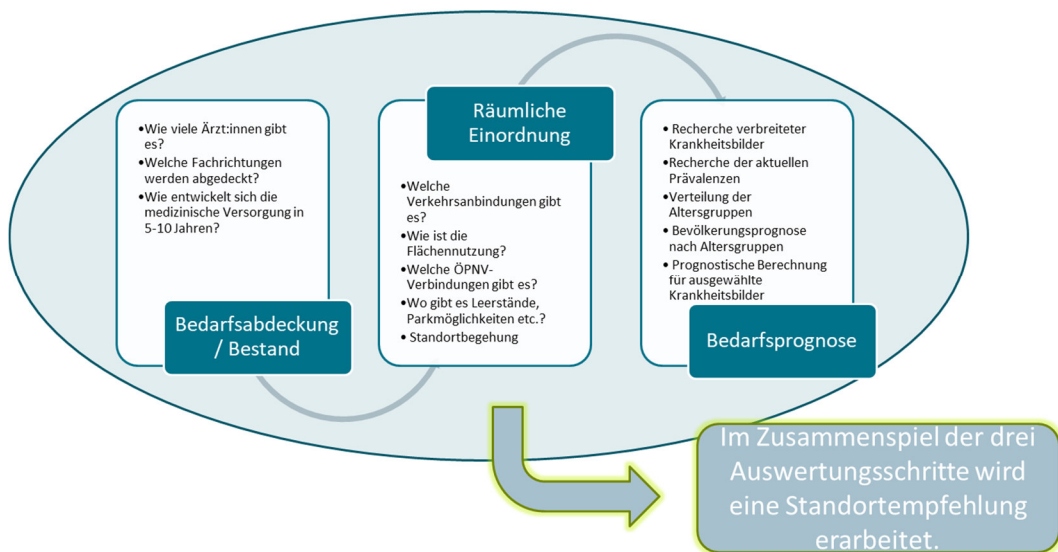 •Wie viele Ärzt:innen gibt
es?
•Welche Fachrichtungen
werden abgedeckt?
•Wie entwickelt sich die
medizinische Versorgung in
5-10 Jahren?
Bedarfsabdeckung
/ Bestand
Räumliche
Einordnung
•Welche
Verkehrsanbindungen gibt
es?
•Wie ist die
Flächennutzung?
•Welche ÖPNV-
Verbindungen gibt es?
•Wo gibt es Leerstände,
Parkmöglichkeiten etc.?
• Standortbegehung
• Recherche verbreiteter
Krankheitsbilder
•Recherche der aktuellen
Prävalenzen
•Verteilung der
Altersgruppen
• Bevölkerungsprognose
nach Altersgruppen
• Prognostische Berechnung
für ausgewählte
Krankheitsbilder
Bedarfsprognose
Im Zusammenspiel der drei
Auswertungsschritte wird
eine Standortempfehlung
erarbeitet.